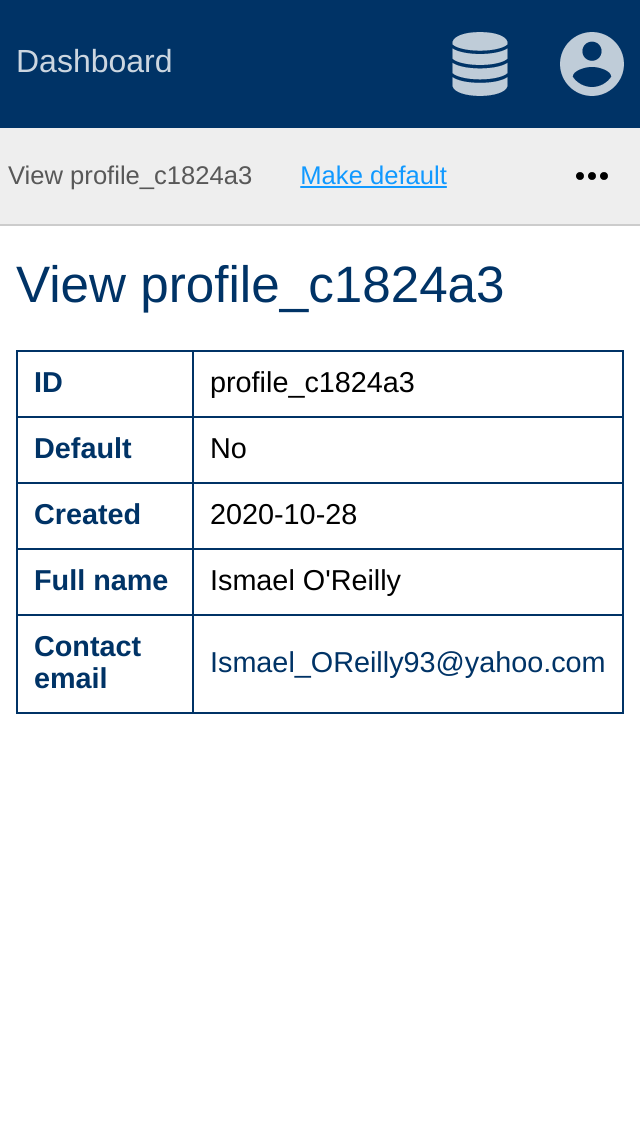 Dashboard
View profile_c1824a3 Make default
View profile_c1824a3
ID profile_c1824a3
Default No
Created 2020-10-28
Full name Ismael O'Reilly
Contact
email Ismael_OReilly93@yahoo.com